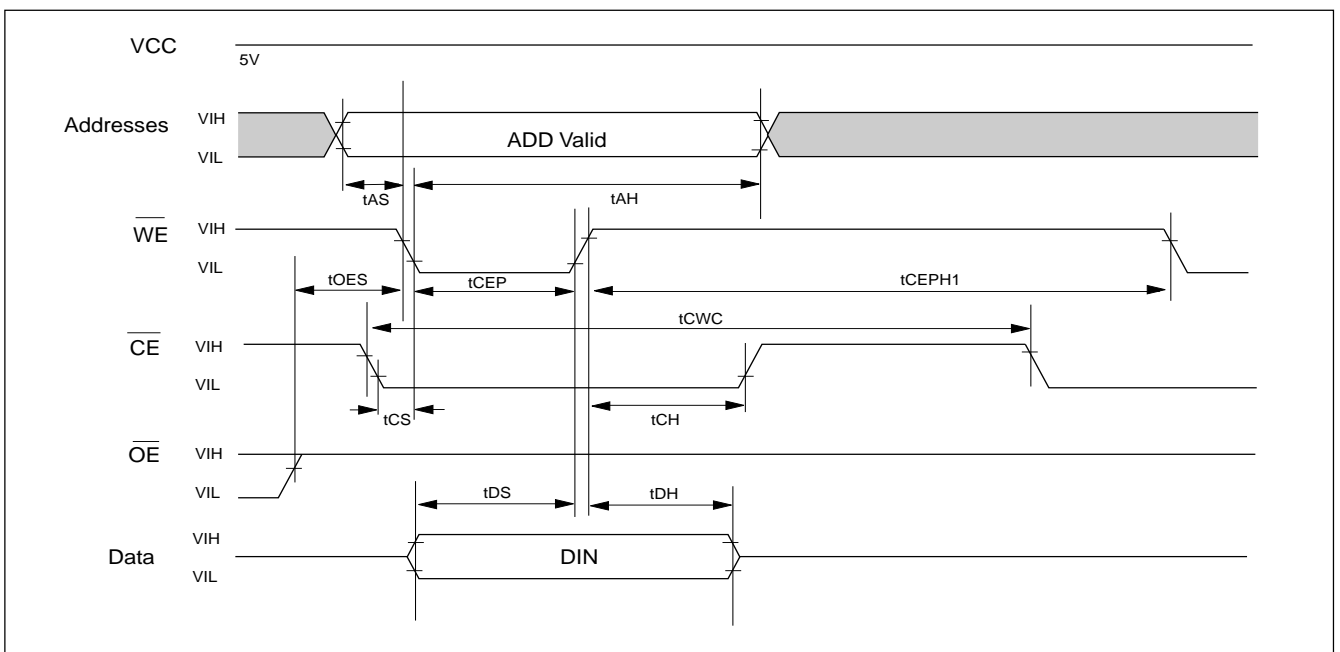 VCC
5V
Addresses
VIH
ADD Valid
VIL
tAS
tAH
WE
VIH
VIL
tOES
tCEP
tCEPH1
tCWC
CE
VIH
VIL
tCS
tCH
OE
VIH
VIL
tDS
tDH
Data
VIH
DIN
VIL